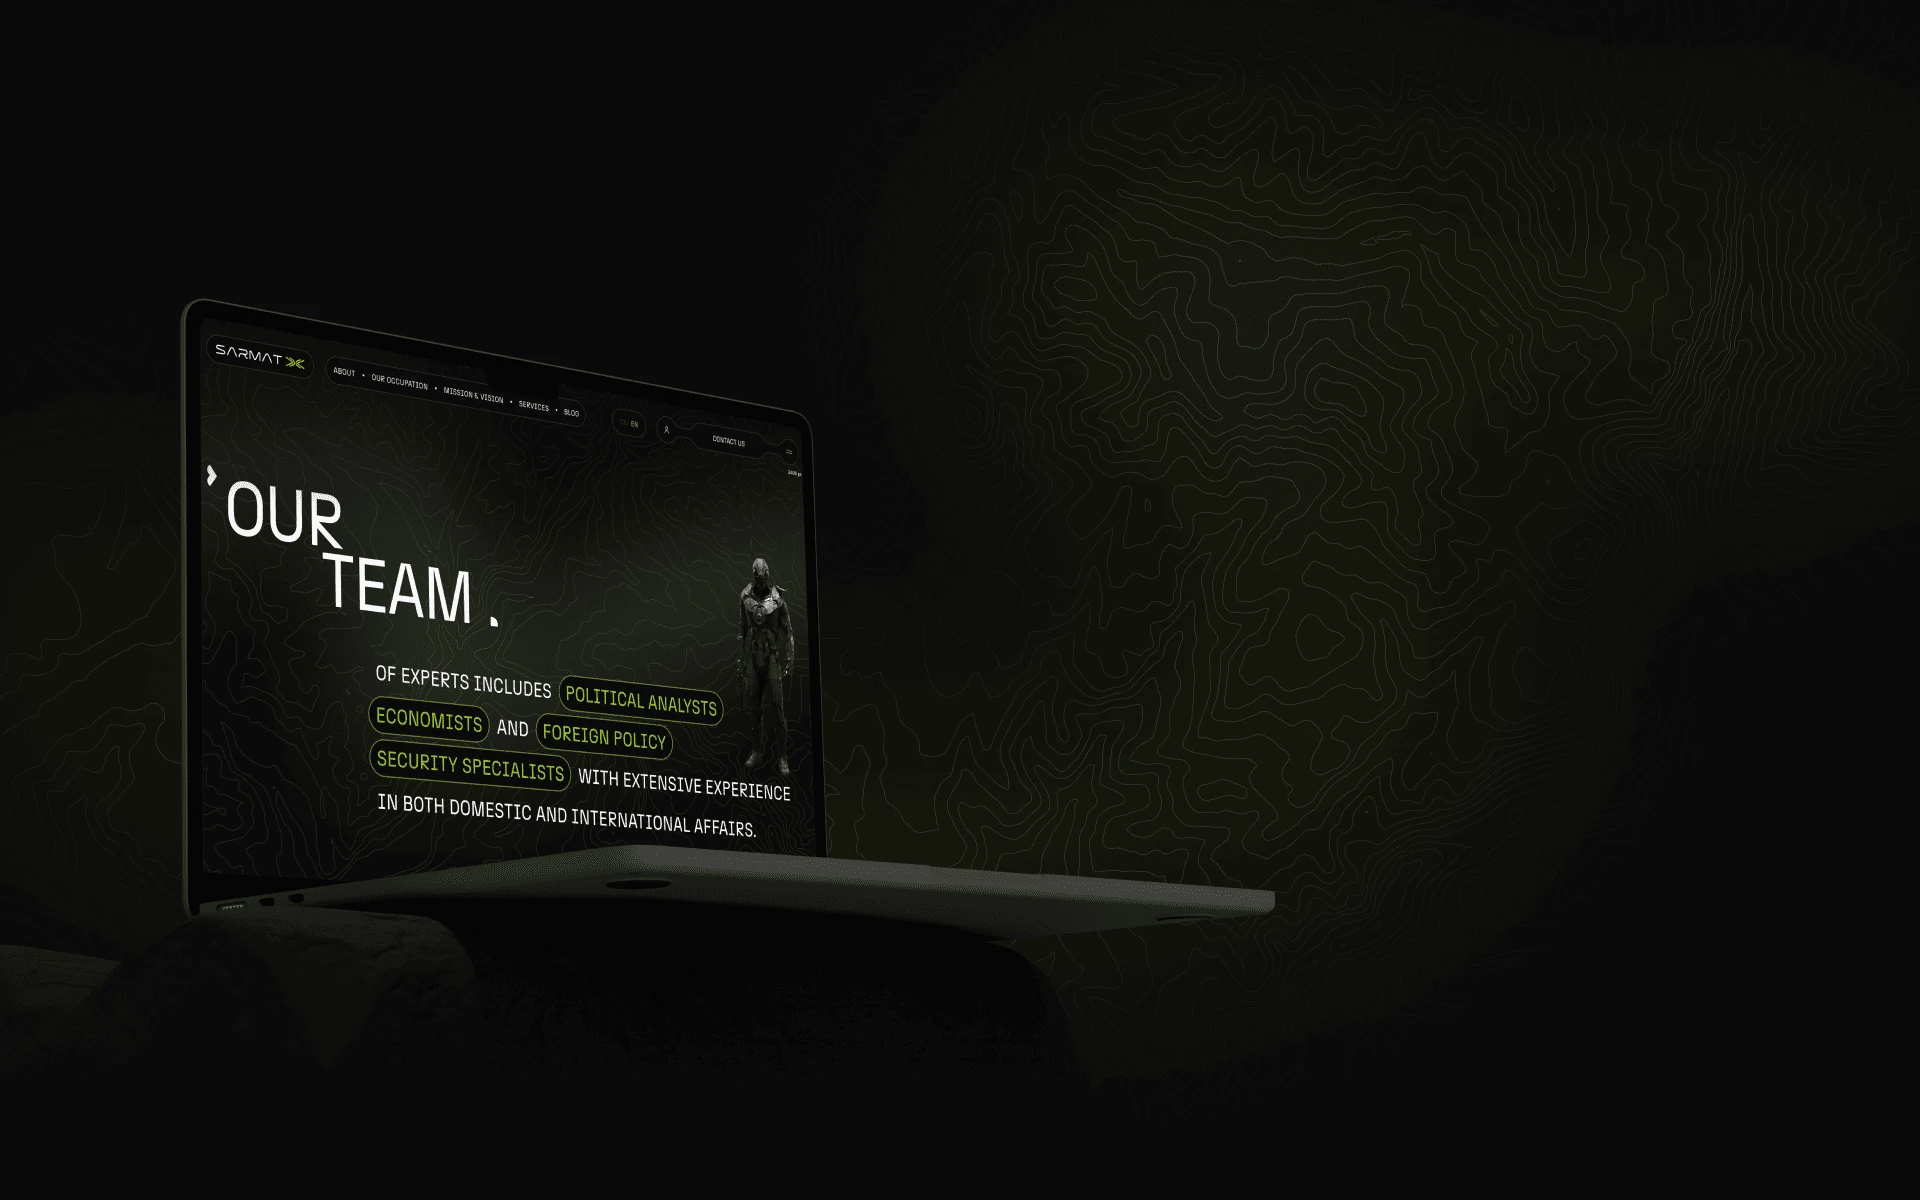 SARMAT
ABOUT • OUR OCCUPATION • MISSION & VISION • SERVICES • BLOG
EN
CONTACT US
OUR
TEAM .
OF EXPERTS INCLUDES POLITICAL ANALYSTS
ECONOMISTS AND FOREIGN POLICY
SECURITY SPECIALISTS WITH EXTENSIVE EXPERIENCE
IN BOTH DOMESTIC AND INTERNATIONAL AFFAIRS.